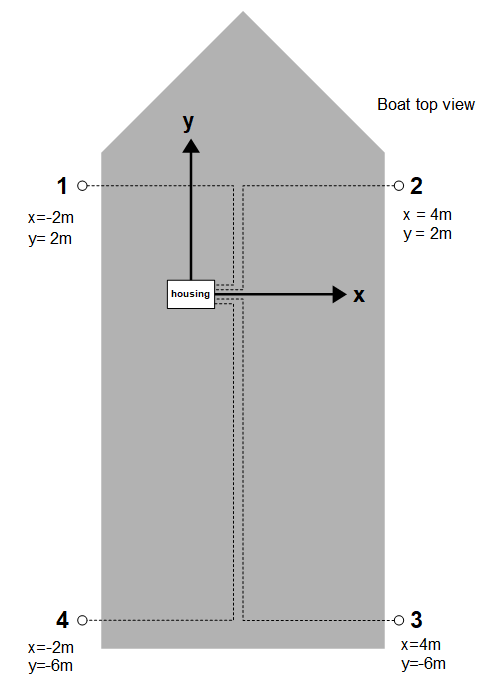 Boat top view
y
1
2
x=-2m
y= 2m
x = 4m
y = 2m
housing
x
4
3
x=-2m
y=-6m
x=4m
y=-6m